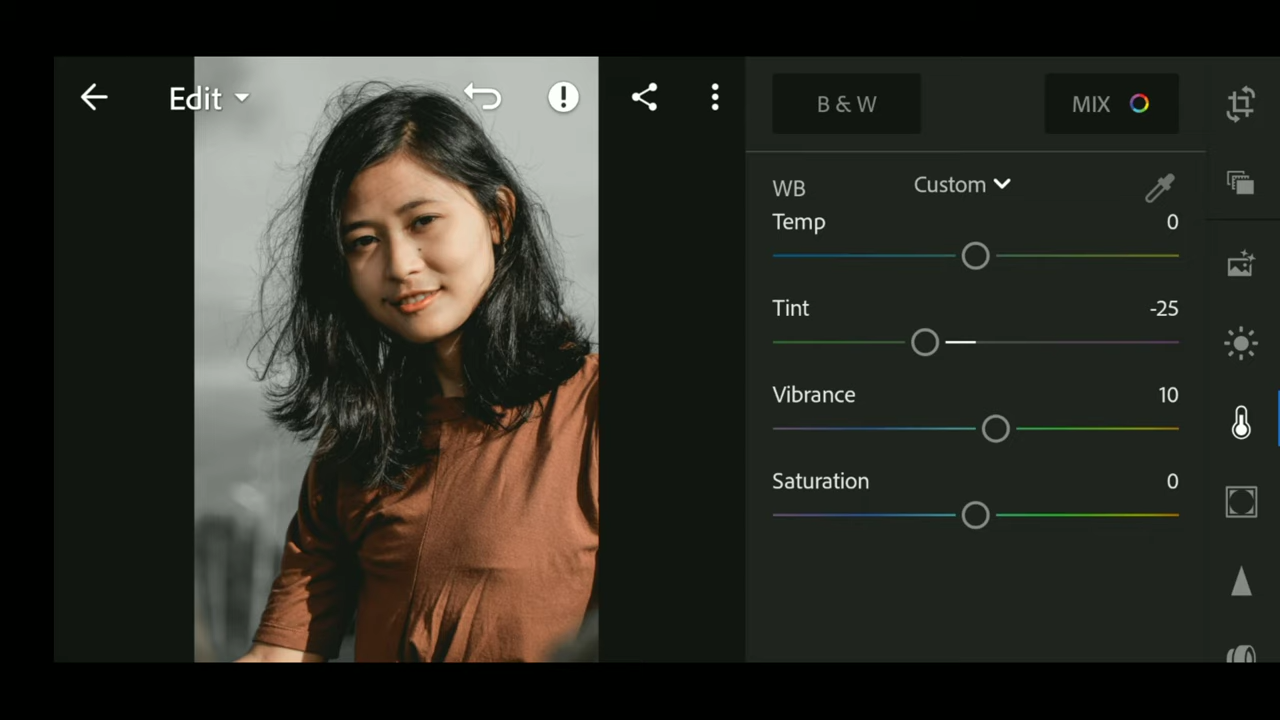 Edit
B & W
MIX
WB
Custom
Temp
0
Tint
-25
Vibrance
10
Saturation
0